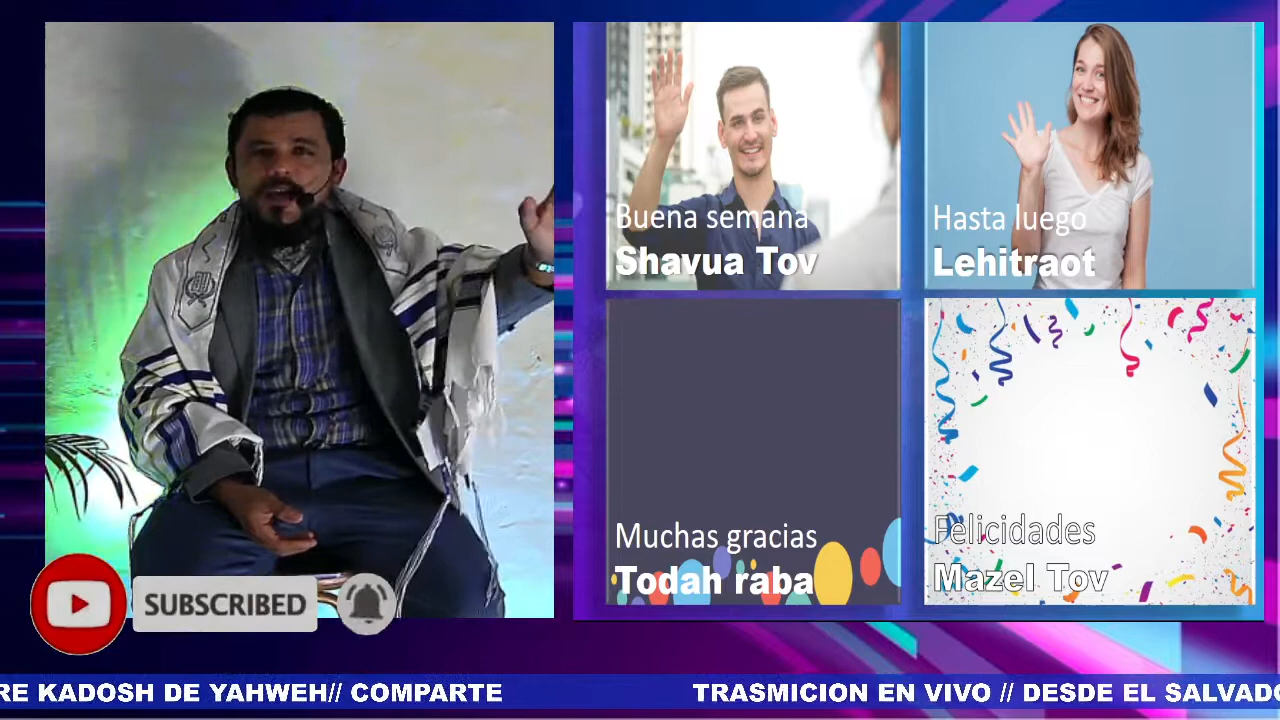 Buena semana
Shavua Tov
Hasta luego
Lehitraot
Muchas gracias
Todah raba
Felicidades
Mazel Tov
SUBSCRIBED
RE KADOSH DE YAHWEH// COMPARTE
TRASMICION EN VIVO // DESDE EL SALVADO